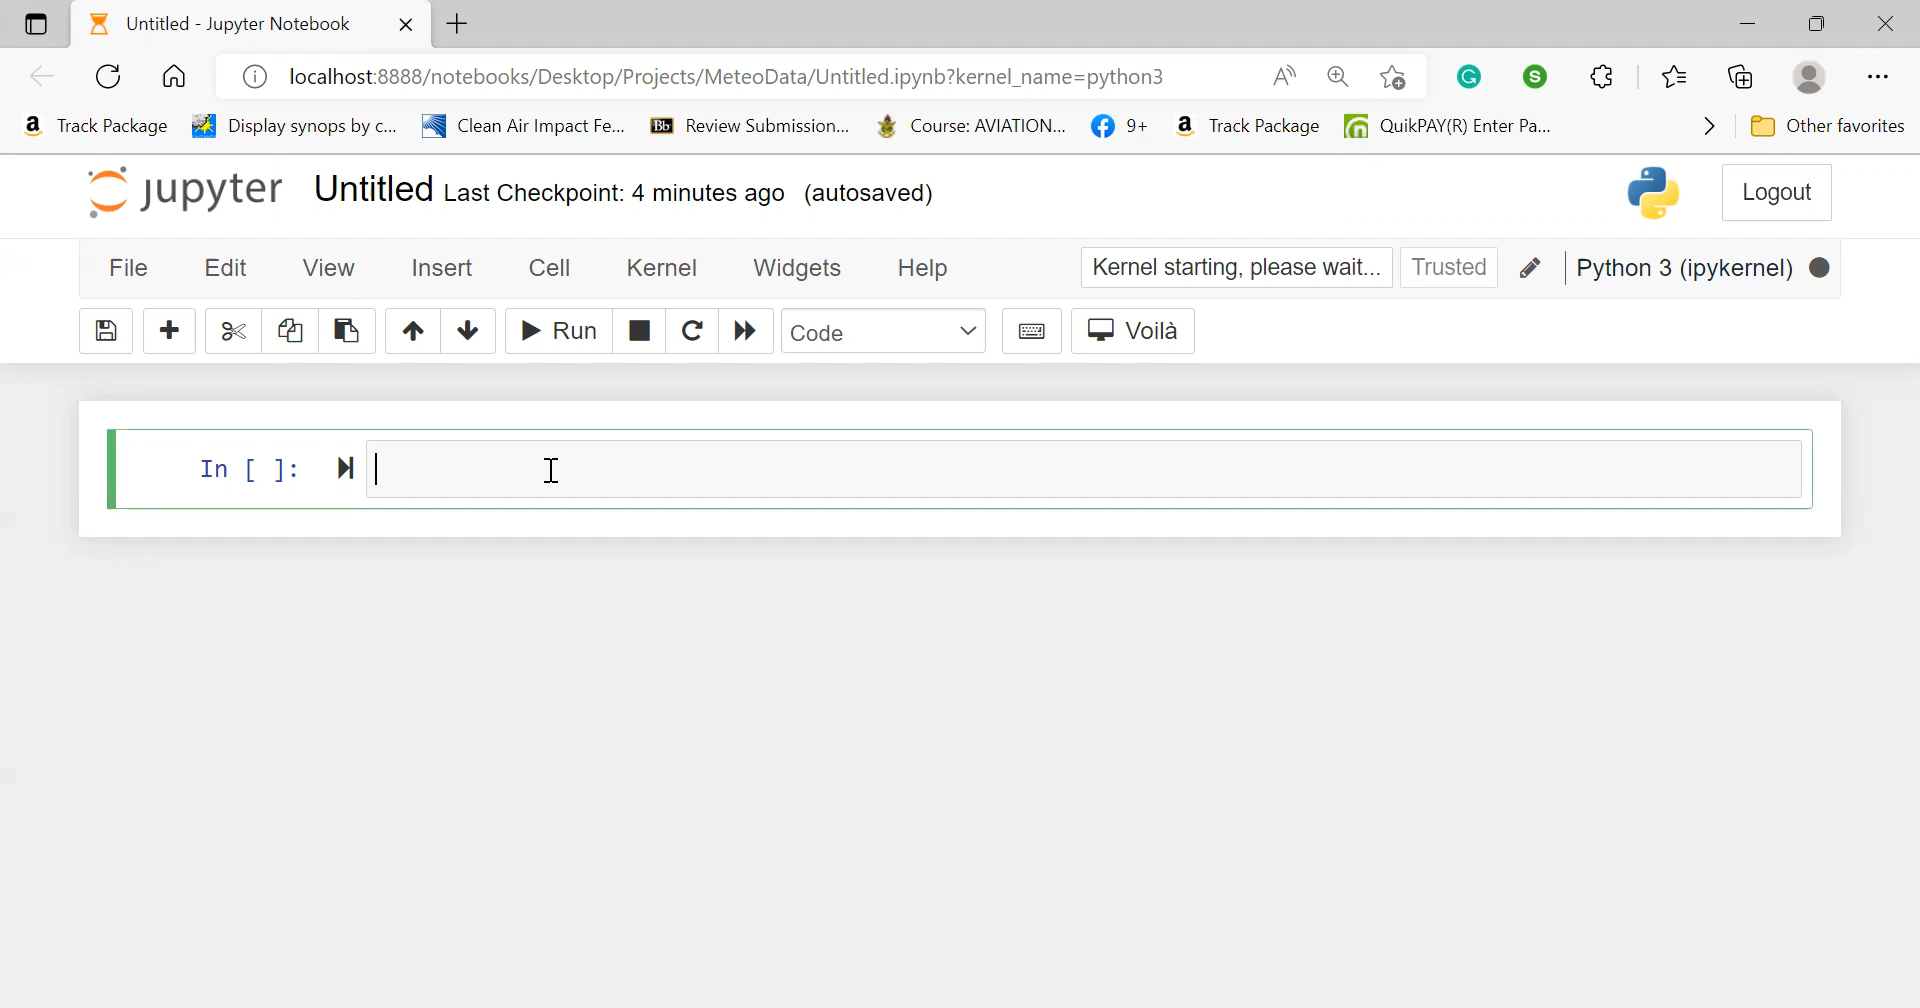 Untitled - Jupyter Notebook
localhost:8888/notebooks/Desktop/Projects/MeteoData/Untitled.ipynb?kernel_name=python3
Track Package Display synops by c... Clean Air Impact Fe... Bb Review Submission... Course: AVIATION... 9+ Track Package QuikPAY(R) Enter Pa... Other favorites
jupyter Untitled Last Checkpoint: 4 minutes ago (autosaved) Logout
File Edit View Insert Cell Kernel Widgets Help Kernel starting, please wait... Trusted Python 3 (ipykernel)
Run Code Voilà
In [ ]: